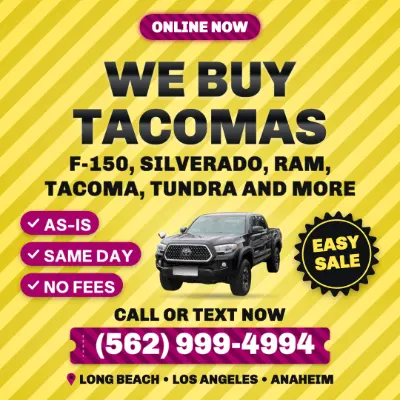 ONLINE NOW
WE BUY
TACOMAS
F-150, SILVERADO, RAM,
TACOMA, TUNDRA AND MORE
✓ AS-IS
✓ SAME DAY
✓ NO FEES
EASY
SALE
CALL OR TEXT NOW
(562) 999-4994
LONG BEACH • LOS ANGELES • ANAHEIM